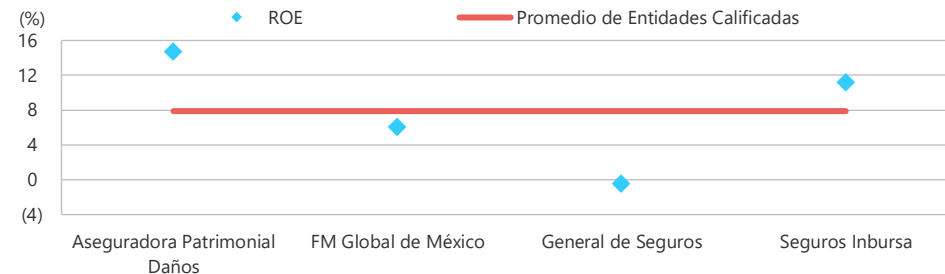 (%)
ROE
Promedio de Entidades Calificadas
16
12
8
4
0
(4)
Aseguradora Patrimonial
Daños
FM Global de México
General de Seguros
Seguros Inbursa